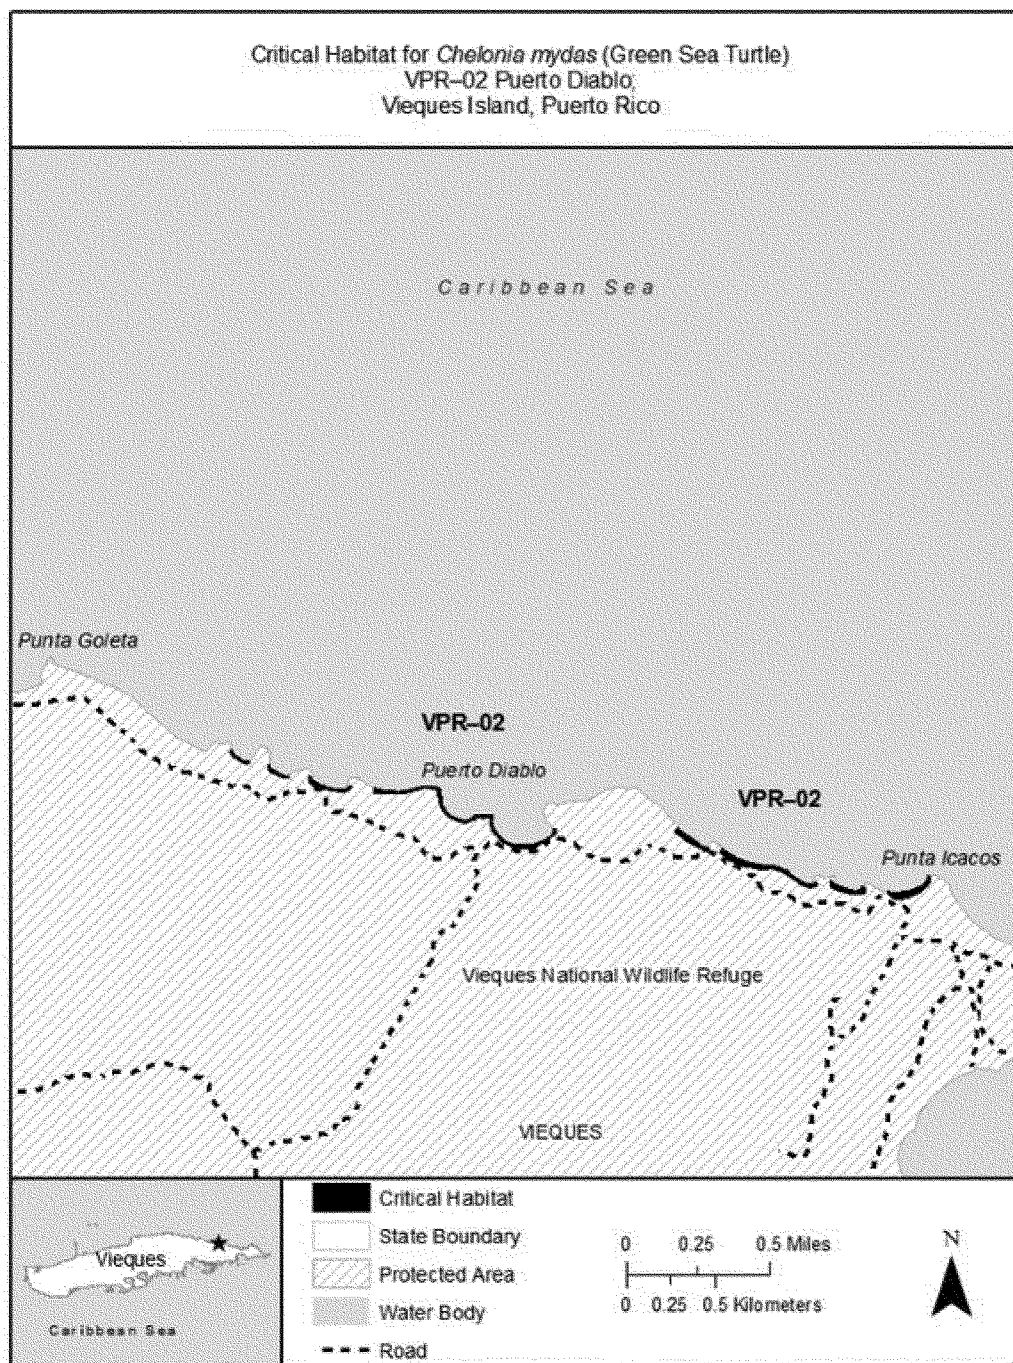 Critical Habitat for Chelonia mydas (Green Sea Turtle)
VPR–02 Puerto Diablo,
Vieques Island, Puerto Rico
Caribbean Sea
Punta Goleta
VPR–02
Puerto Diablo
VPR–02
Punta Icacos
Vieques National Wildlife Refuge
VIEQUES
Vieques
Caribbean Sea
Critical Habitat
State Boundary
Protected Area
Water Body
Road
0 0.25 0.5 Miles
0 0.25 0.5 Kilometers
N